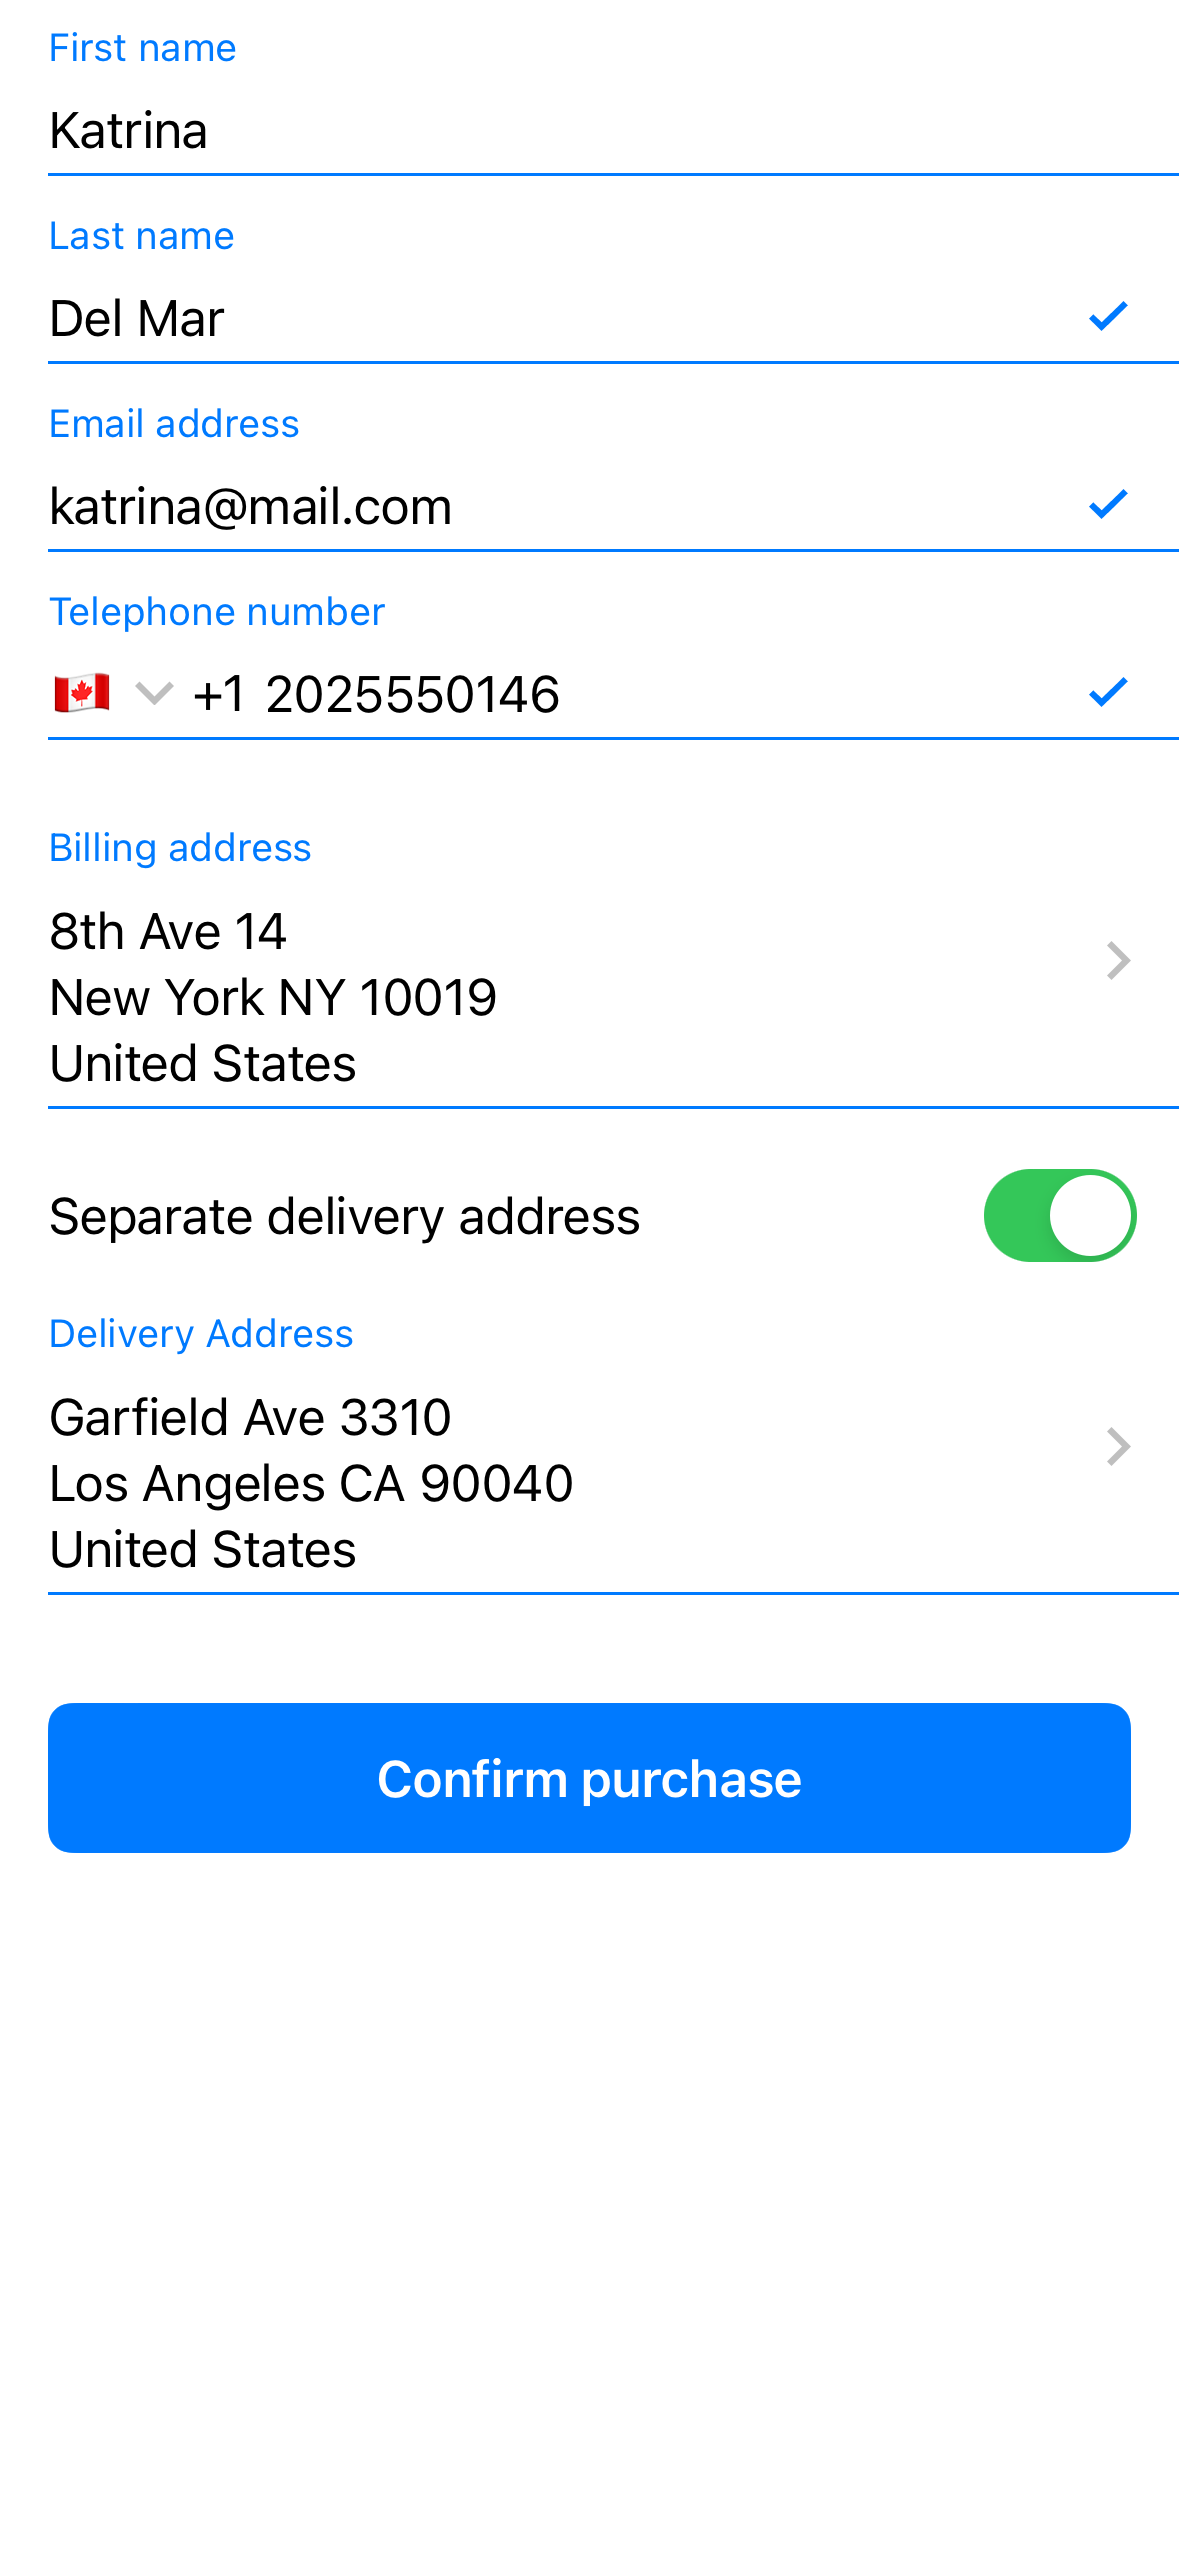 First name
Katrina
Last name
Del Mar
Email address
katrina@mail.com
Telephone number
+1 2025550146
Billing address
8th Ave 14
New York NY 10019
United States
Separate delivery address
Delivery Address
Garfield Ave 3310
Los Angeles CA 90040
United States
Confirm purchase